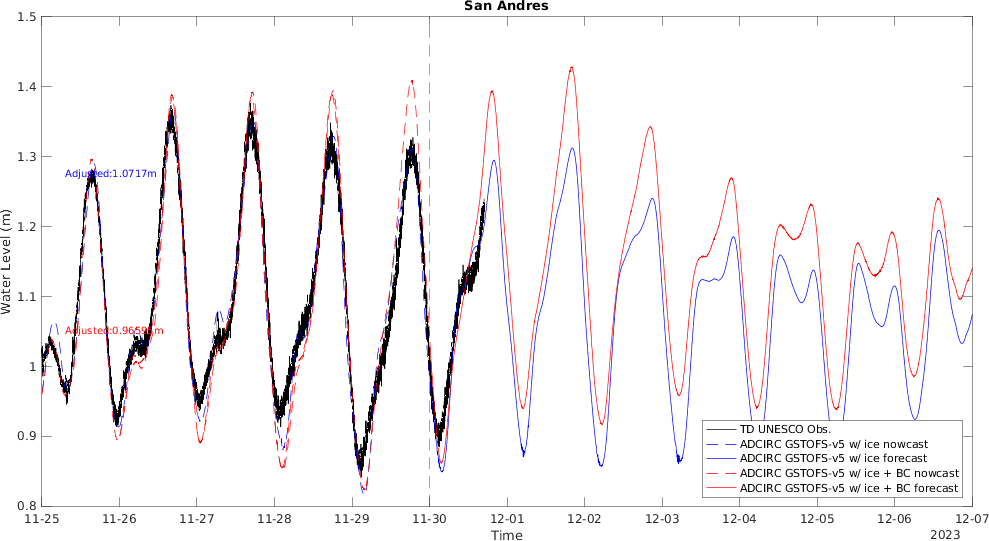 San Andres
1.5
1.4
1.3
1.2
1.1
1
0.9
0.8
Water Level (m)
Adjusted:1.0717m
TD UNESCO Obs.
ADCIRC GSTOFS-v5 w/ ice nowcast
ADCIRC GSTOFS-v5 w/ ice forecast
ADCIRC GSTOFS-v5 w/ ice + BC nowcast
ADCIRC GSTOFS-v5 w/ ice + BC forecast
11-25 11-26 11-27 11-28 11-29 11-30 12-01 12-02 12-03 12-04 12-05 12-06 12-07
Time
2023